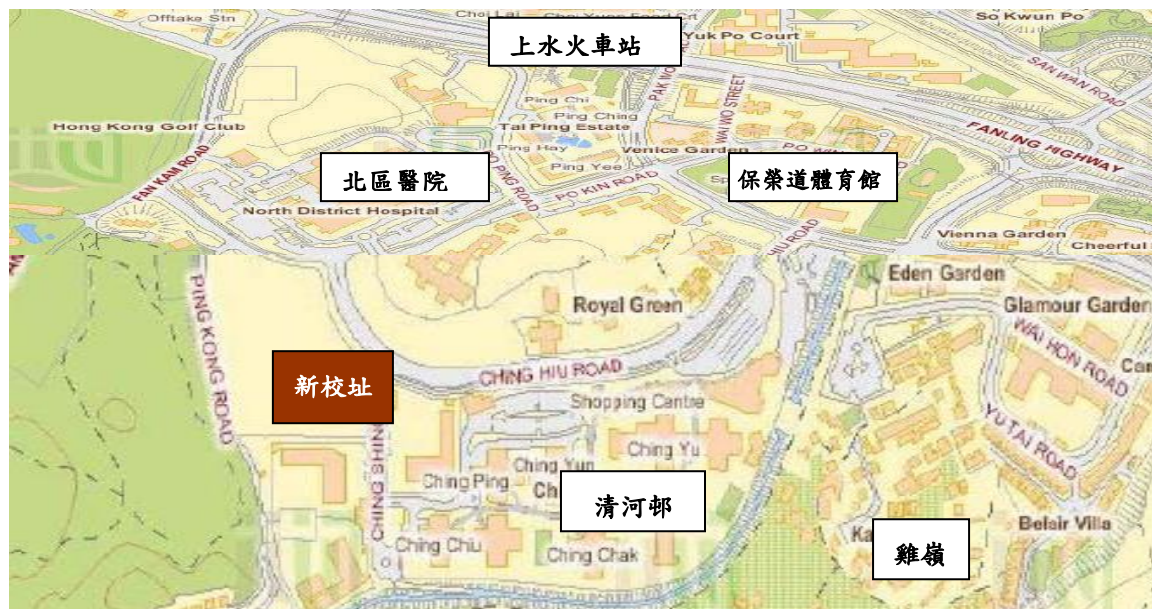 Offtake Stn
Choi Lai
上水火車站
Yuk Po Court
So Kwun Po
SAN WAN ROAD
Ping Chi
Ping Ching
Tai Ping Estate
Ping Hay
Ping Yee
Venice Garden
WAI WO STREET
FANLING HIGHWAY
Hong Kong Golf Club
FAN KAM ROAD
北區醫院
North District Hospital
PO KIN ROAD
保榮道體育館
Vienna Garden
Cheerful
HIU ROAD
PING KONG ROAD
Royal Green
Eden Garden
Glamour Garden
WAI HON ROAD
新校址
CHING HIU ROAD
Shopping Centre
YU TAI ROAD
CHING SHIN
Ching Yu
Ching Yun
Ching Ping
清河邨
Ching Chiu
Ching Chak
Belair Villa
雞嶺